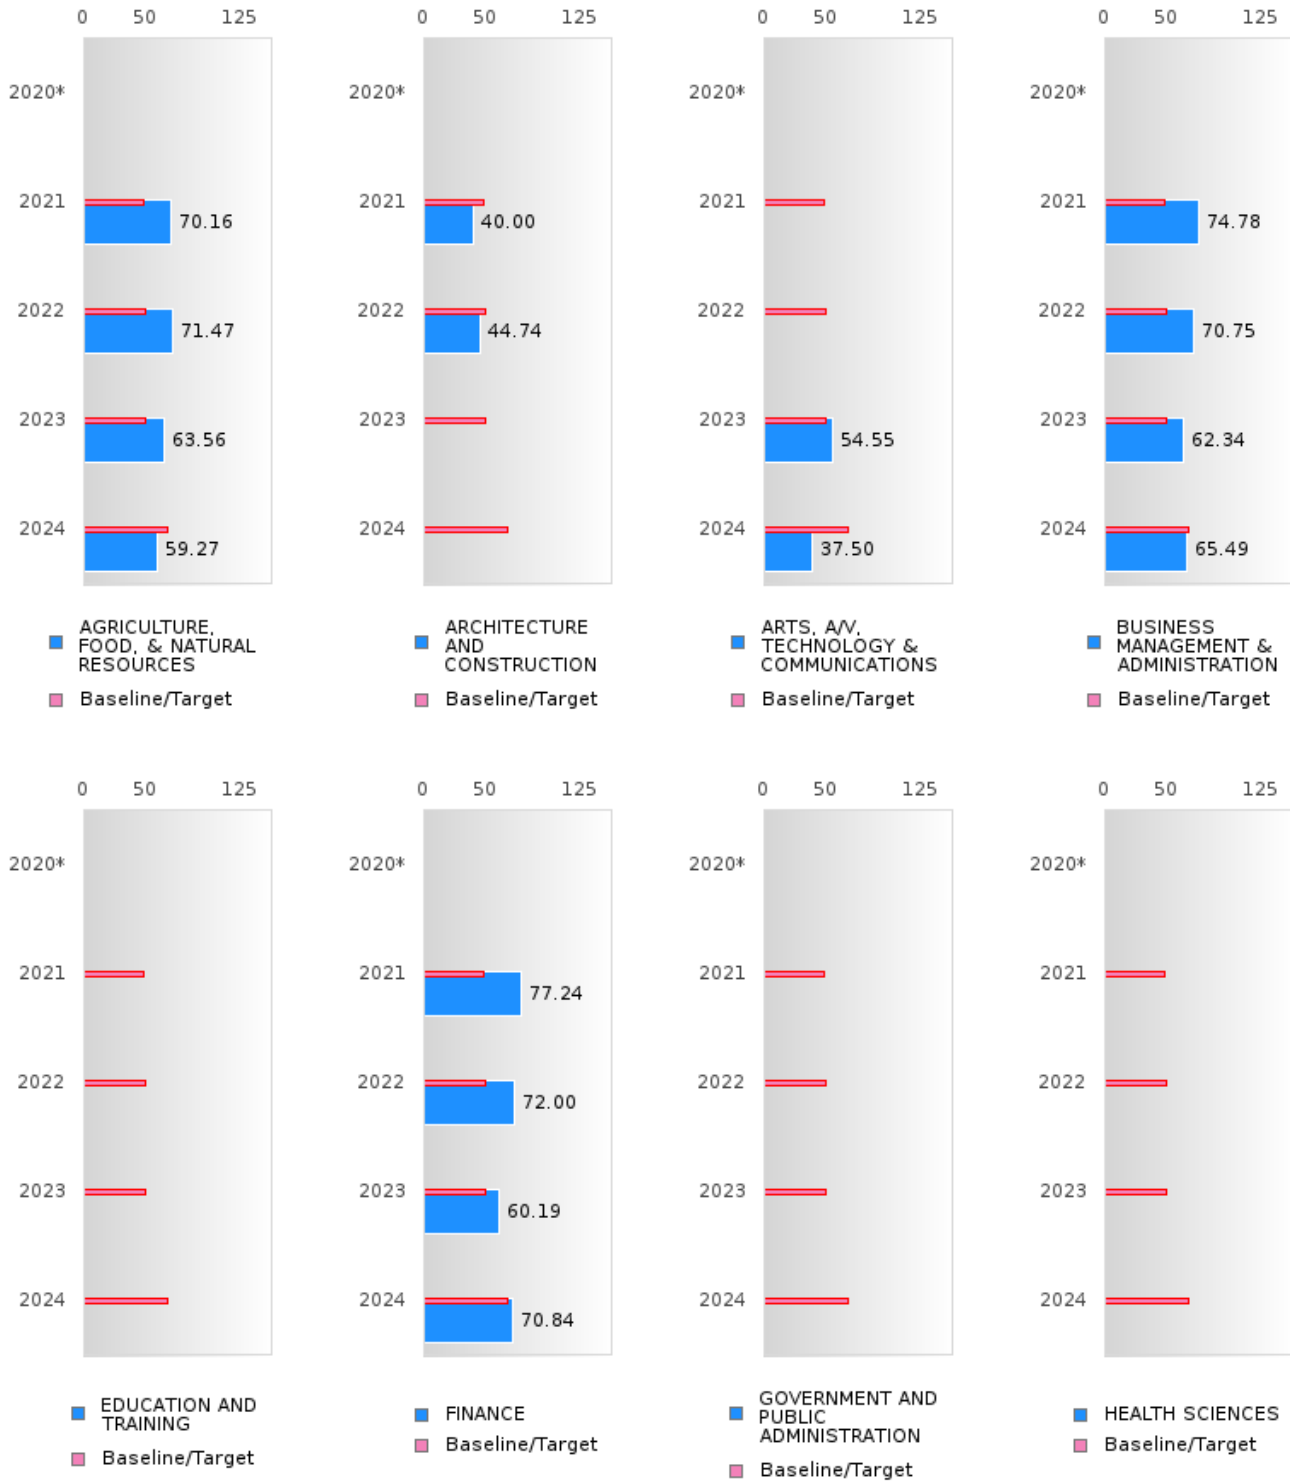 0 50 125 0 50 125 0 50 125 0 50 125
2020* 2020* 2020* 2020*
2021 70.16 2021 40.00 2021 2021 74.78
2022 71.47 2022 44.74 2022 2022 70.75
2023 63.56 2023 2023 54.55 2023 62.34
2024 59.27 2024 2024 37.50 2024 65.49
AGRICULTURE,
FOOD, & NATURAL
RESOURCES
Baseline/Target
ARCHITECTURE
AND
CONSTRUCTION
Baseline/Target
ARTS, A/V,
TECHNOLOGY &
COMMUNICATIONS
Baseline/Target
BUSINESS
MANAGEMENT &
ADMINISTRATION
Baseline/Target
0 50 125 0 50 125 0 50 125 0 50 125
2020* 2020* 2020* 2020*
2021 2021 77.24 2021 2021
2022 2022 72.00 2022 2022
2023 2023 60.19 2023 2023
2024 2024 70.84 2024 2024
EDUCATION AND
TRAINING
Baseline/Target
FINANCE
Baseline/Target
GOVERNMENT AND
PUBLIC
ADMINISTRATION
Baseline/Target
HEALTH SCIENCES
Baseline/Target